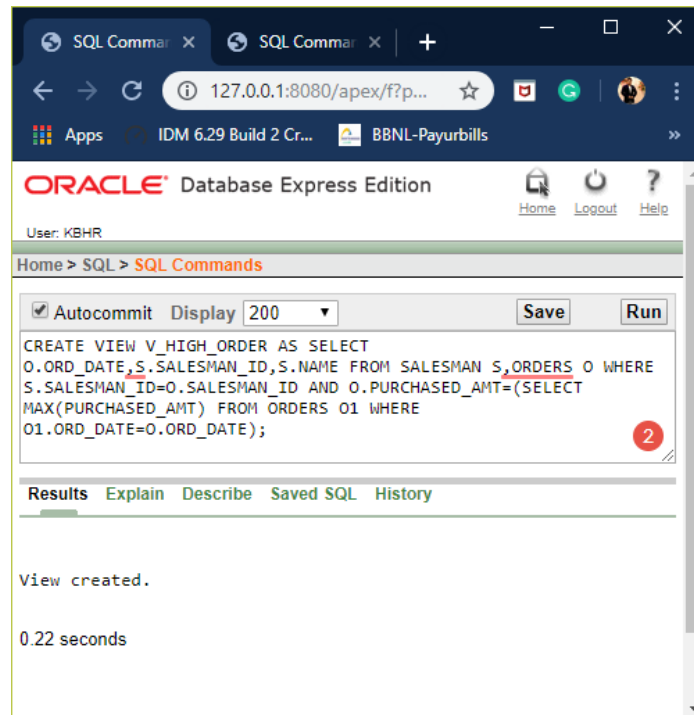 SQL Commar
SQL Commar
127.0.0.1:8080/apex/f?p...
Apps IDM 6.29 Build 2 Cr... BBNL-Payurbills »
ORACLE® Database Express Edition
Home Logout Help
User: KBHR
Home > SQL > SQL Commands
Autocommit Display 200 Save Run
CREATE VIEW V_HIGH_ORDER AS SELECT
O.ORD_DATE,S.SALESMAN_ID,S.NAME FROM SALESMAN S,ORDERS O WHERE
S.SALESMAN_ID=O.SALESMAN_ID AND O.PURCHASED_AMT=(SELECT
MAX(PURCHASED_AMT) FROM ORDERS O1 WHERE
O1.ORD_DATE=O.ORD_DATE);
2
Results Explain Describe Saved SQL History
View created.
0.22 seconds